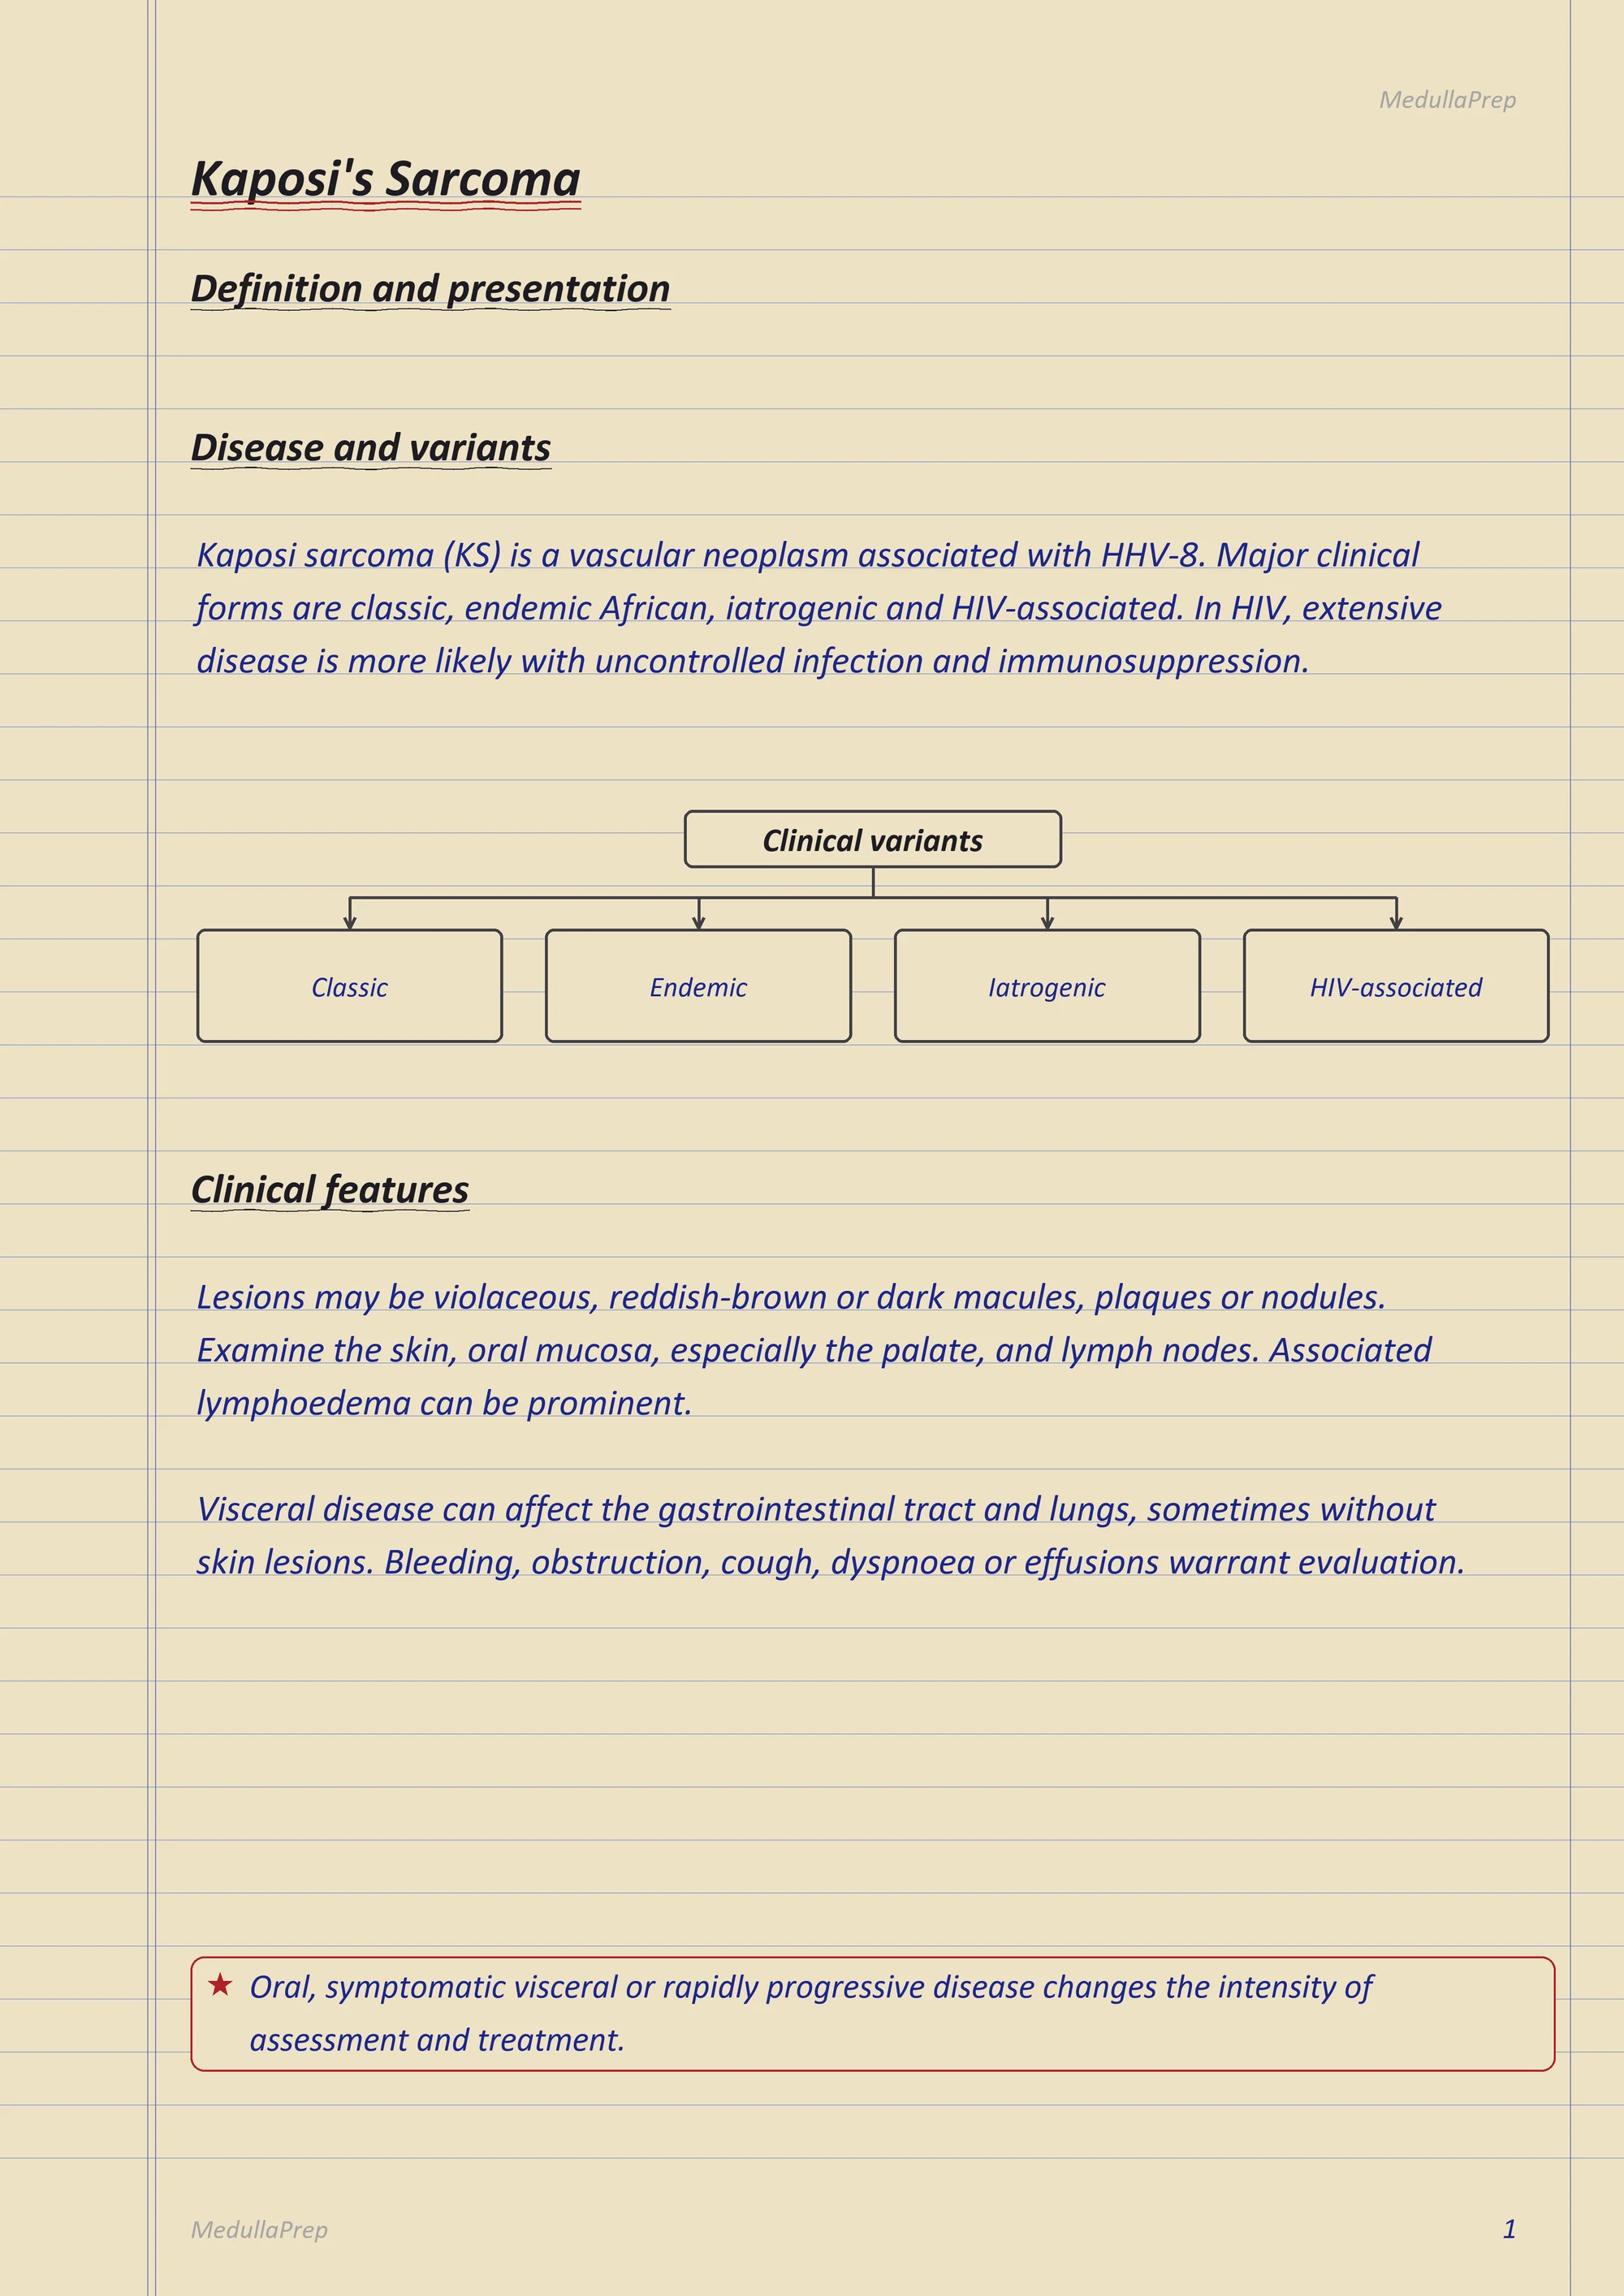 MedullaPrep
Kaposi's Sarcoma
Definition and presentation
Disease and variants
Kaposi sarcoma (KS) is a vascular neoplasm associated with HHV-8. Major clinical
forms are classic, endemic African, iatrogenic and HIV-associated. In HIV, extensive
disease is more likely with uncontrolled infection and immunosuppression.
Clinical variants
Classic
Endemic
Iatrogenic
HIV-associated
Clinical features
Lesions may be violaceous, reddish-brown or dark macules, plaques or nodules.
Examine the skin, oral mucosa, especially the palate, and lymph nodes. Associated
lymphoedema can be prominent.
Visceral disease can affect the gastrointestinal tract and lungs, sometimes without
skin lesions. Bleeding, obstruction, cough, dyspnoea or effusions warrant evaluation.
★ Oral, symptomatic visceral or rapidly progressive disease changes the intensity of
assessment and treatment.
MedullaPrep
1